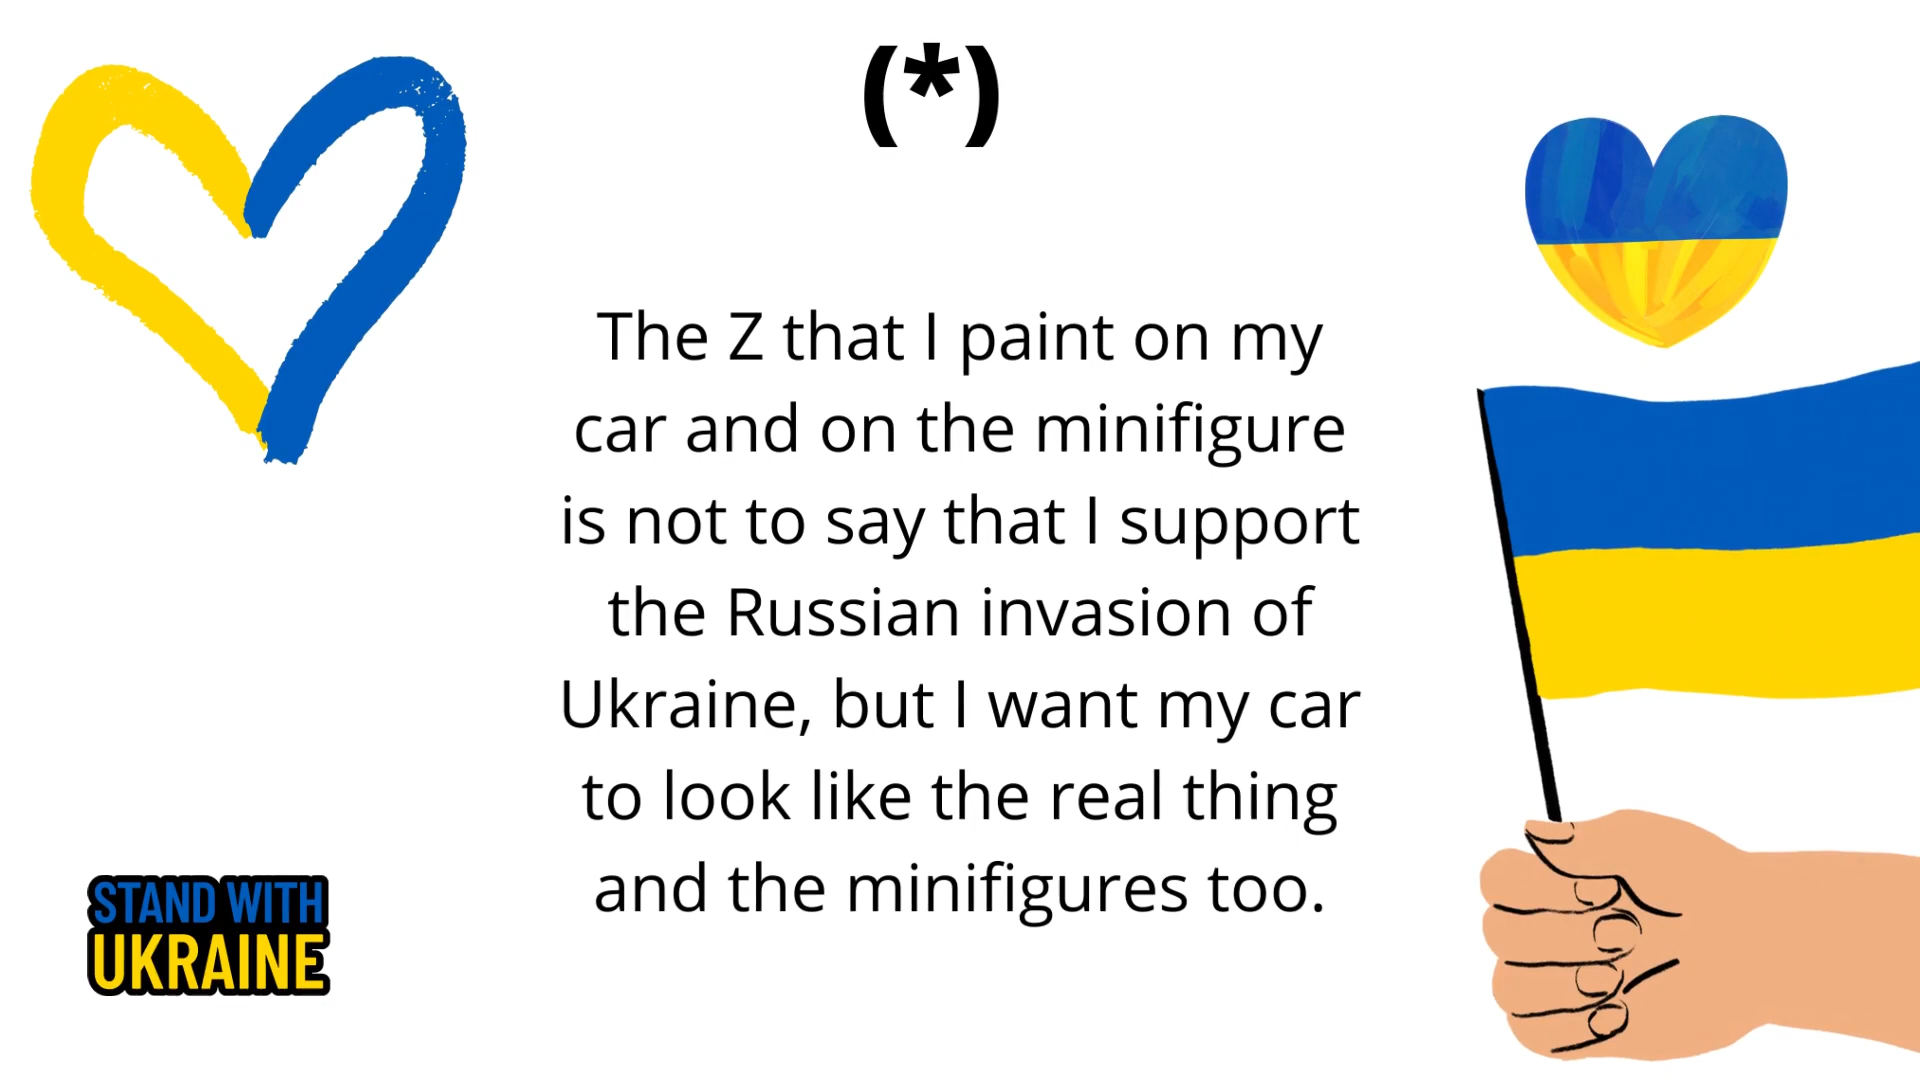 (*)
The Z that I paint on my
car and on the minifigure
is not to say that I support
the Russian invasion of
Ukraine, but I want my car
to look like the real thing
and the minifigures too.
STAND WITH
UKRAINE